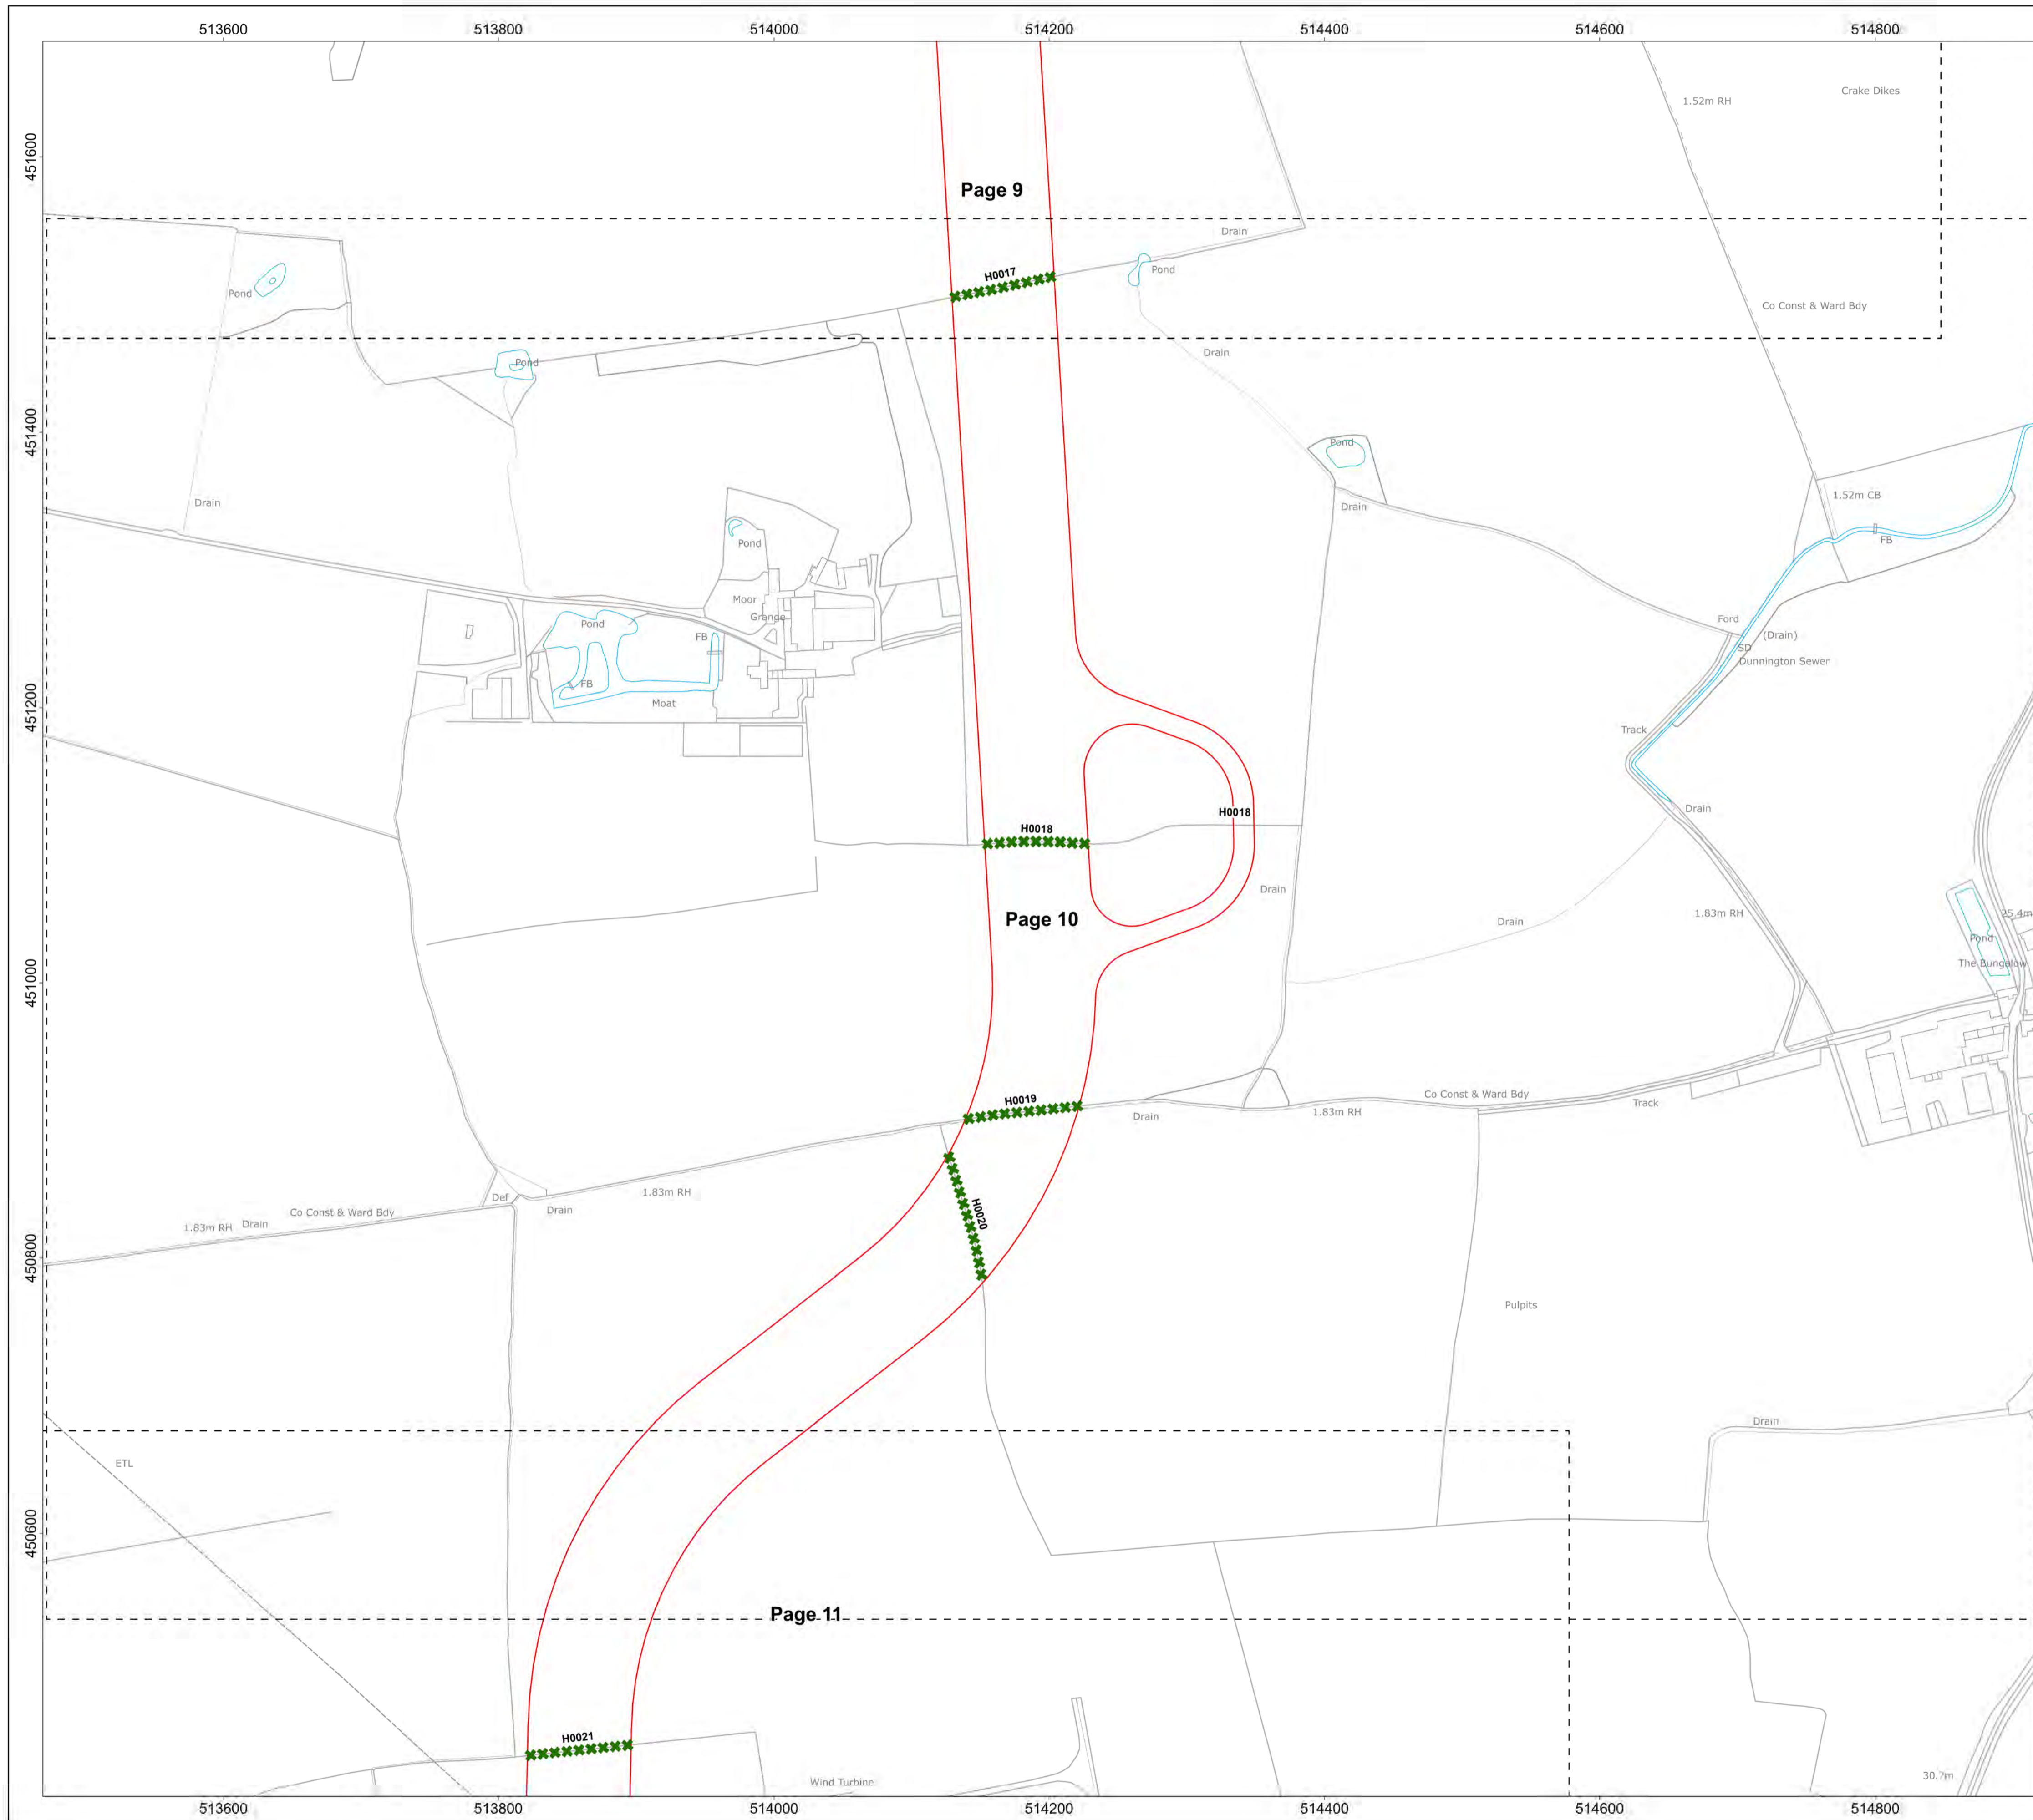 513600 513800 514000 514200 514400 514600 514800
Crake Dikes
1.52m RH
451600
Page 9
Drain
Pond
H0017
Pond
Co Const & Ward Bdy
Drain
Pond
451400
Pond
1.52m CB
Drain
Drain
FB
Pond
Moor
Grange
Ford
Pond
FB
(Drain)
SD
Dunnington Sewer
FB
Moat
451200
Track
Drain
H0018
H0018
Drain
Page 10
1.83m RH
25.4m
Drain
Pond
The Bungalow
451000
Co Const & Ward Bdy
H0019
Track
1.83m RH
Drain
1.83m RH
Def
H0020
Co Const & Ward Bdy
Drain
1.83m RH
Drain
450800
Pulpits
Drain
ETL
450600
Page 11
H0021
30.2m
Wind Turbine
513600 513800 514000 514200 514400 514600 514800